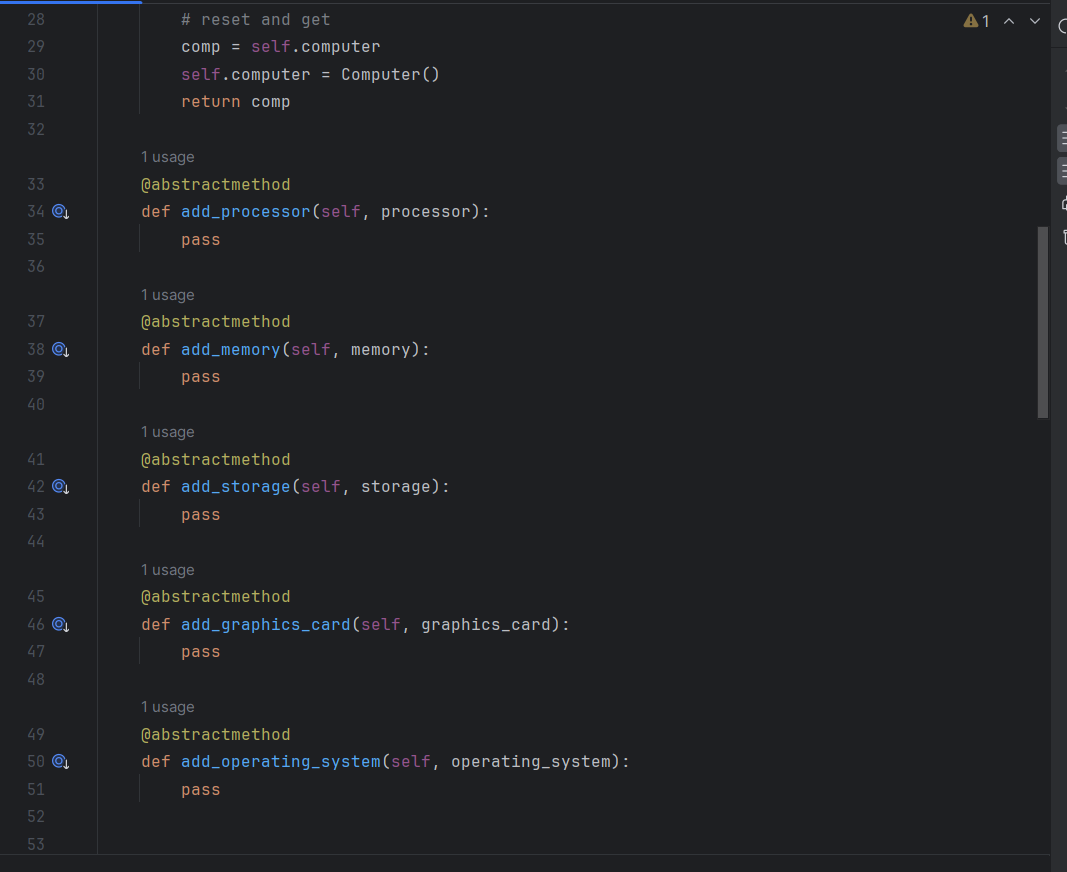 28 # reset and get
1
29 comp = self.computer
30 self.computer = Computer()
31 return comp
32
1 usage
33 @abstractmethod
34 def add_processor(self, processor):
35 pass
36
1 usage
37 @abstractmethod
38 def add_memory(self, memory):
39 pass
40
1 usage
41 @abstractmethod
42 def add_storage(self, storage):
43 pass
44
1 usage
45 @abstractmethod
46 def add_graphics_card(self, graphics_card):
47 pass
48
1 usage
49 @abstractmethod
50 def add_operating_system(self, operating_system):
51 pass
52
53